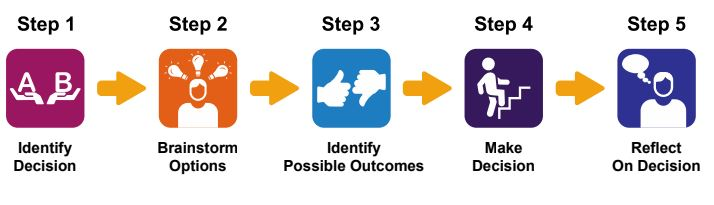 Step 1
Step 2
Step 3
Step 4
Step 5
A B
Identify
Decision
Brainstorm
Options
Identify
Possible Outcomes
Make
Decision
Reflect
On Decision